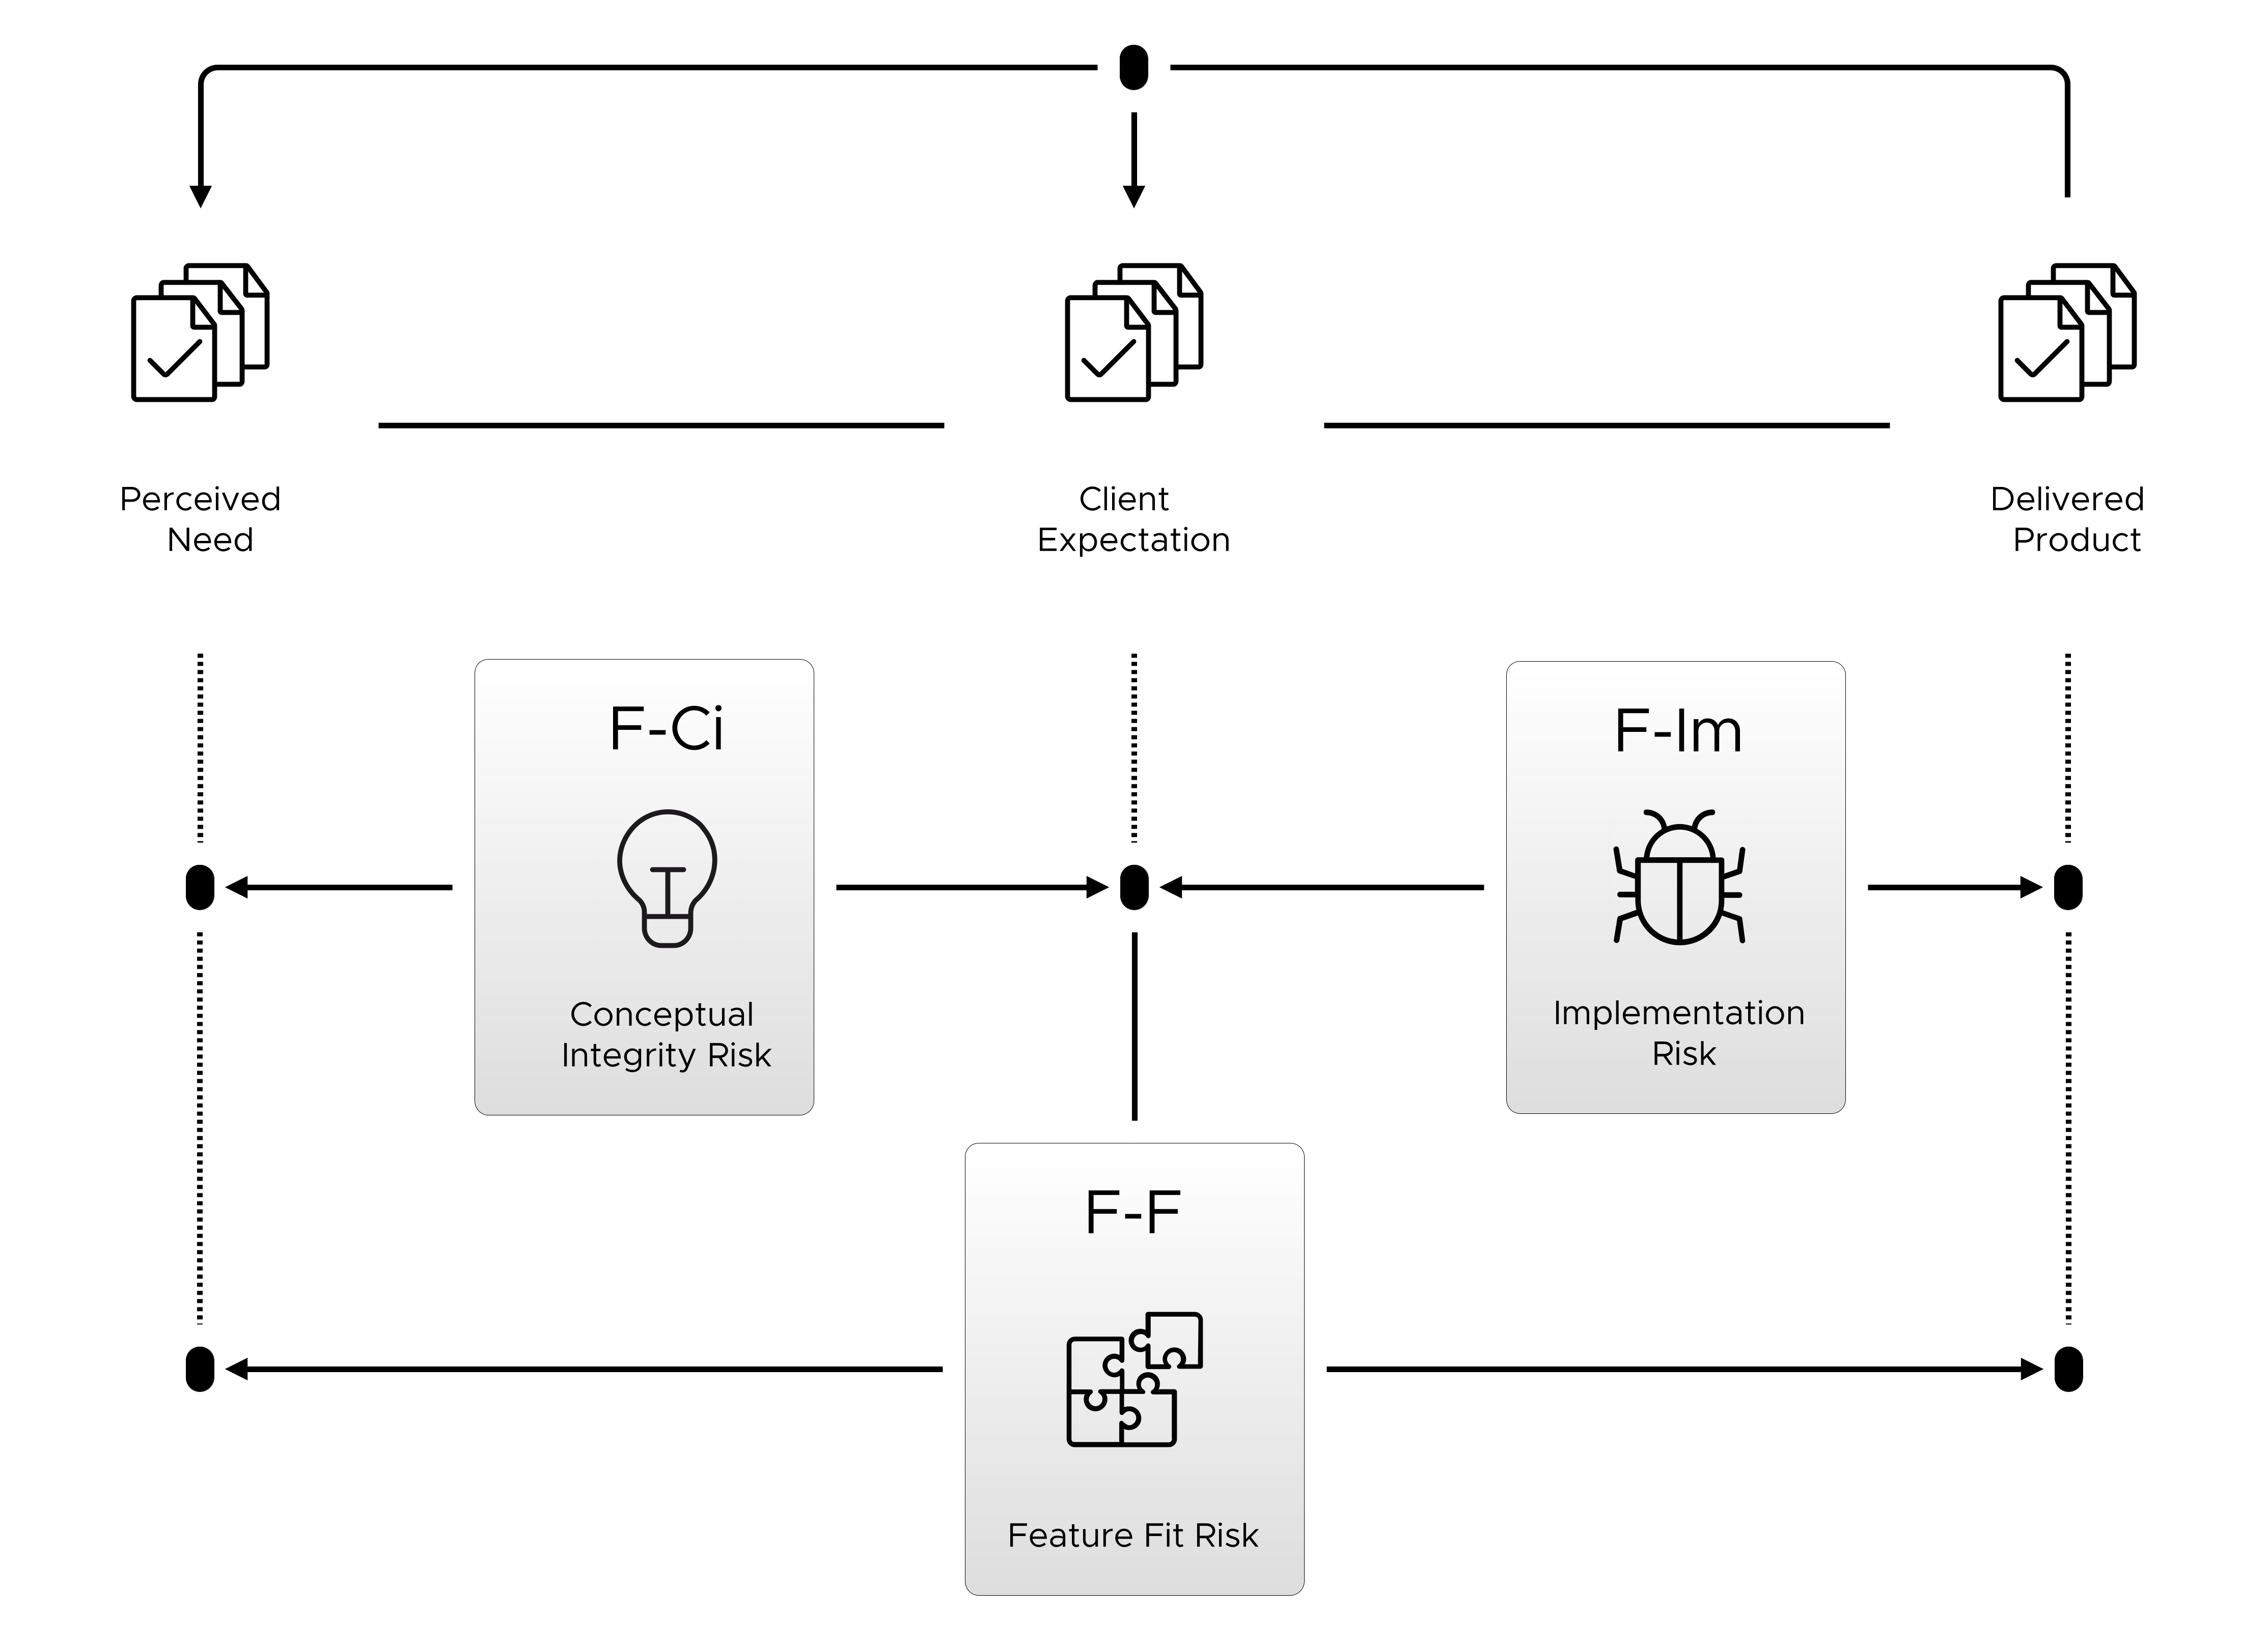 Perceived
Need
Client
Expectation
Delivered
Product
F-Ci
Conceptual
Integrity Risk
F-Im
Implementation
Risk
F-F
Feature Fit Risk